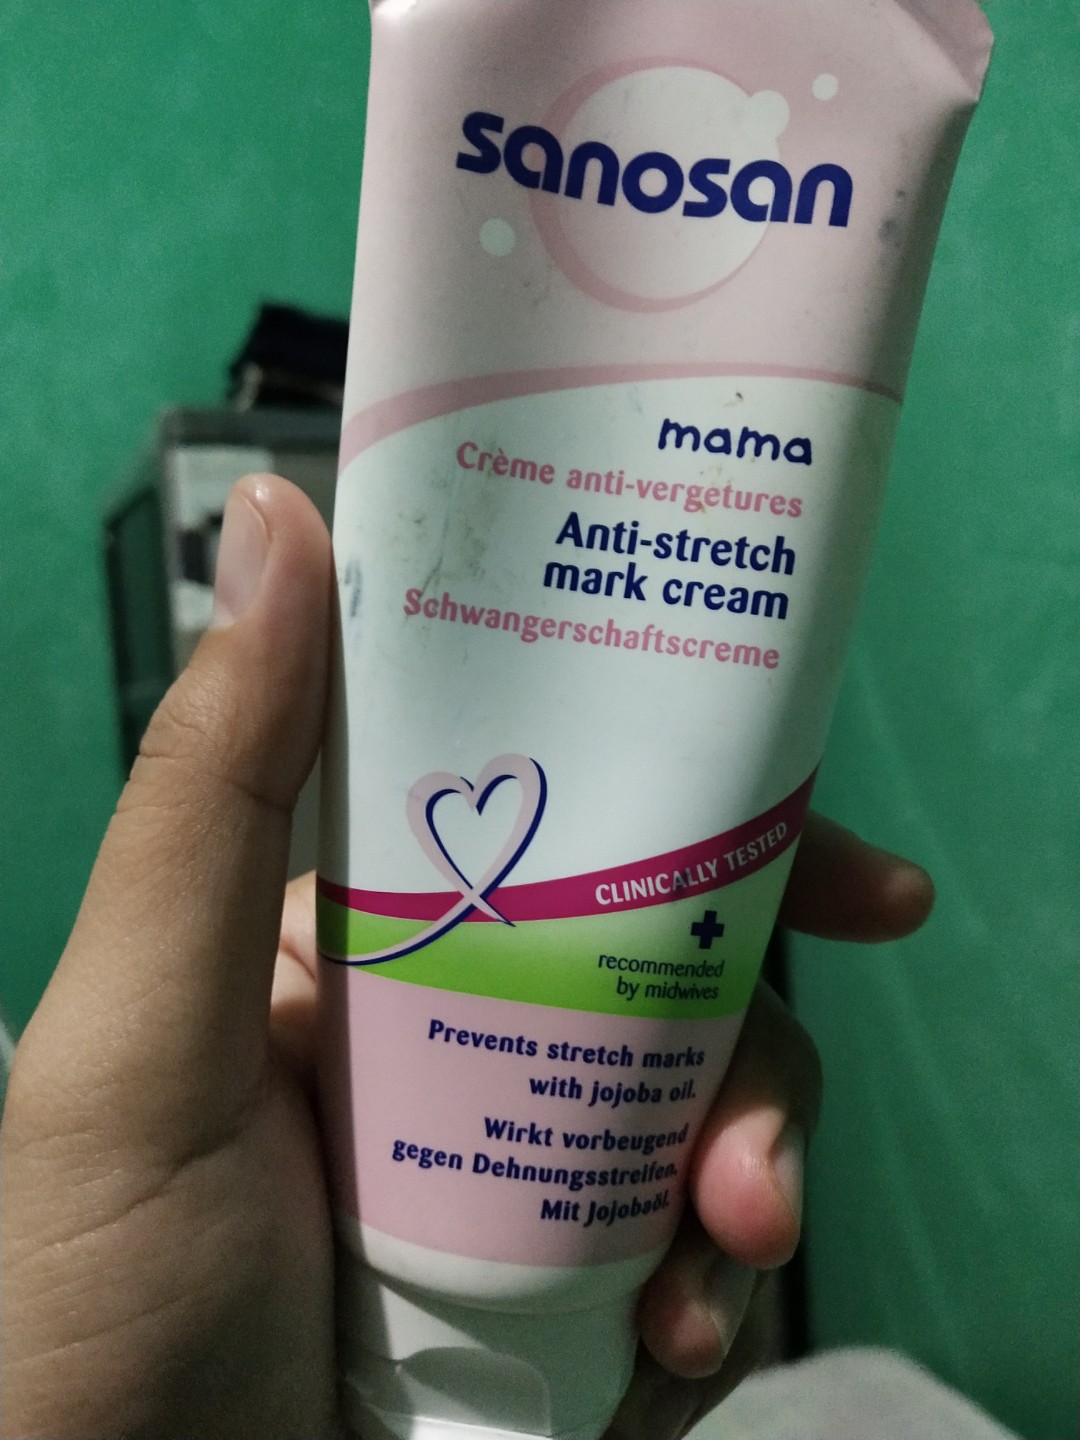 sanosan
mama
Crème anti-vergetures
Anti-stretch
mark cream
Schwangerschaftscreme
CLINICALLY TESTED
recommended
by midwives
Prevents stretch marks
with jojoba oil.
Wirkt vorbeugend
gegen Dehnungsstreifen.
Mit Jojobaöl.